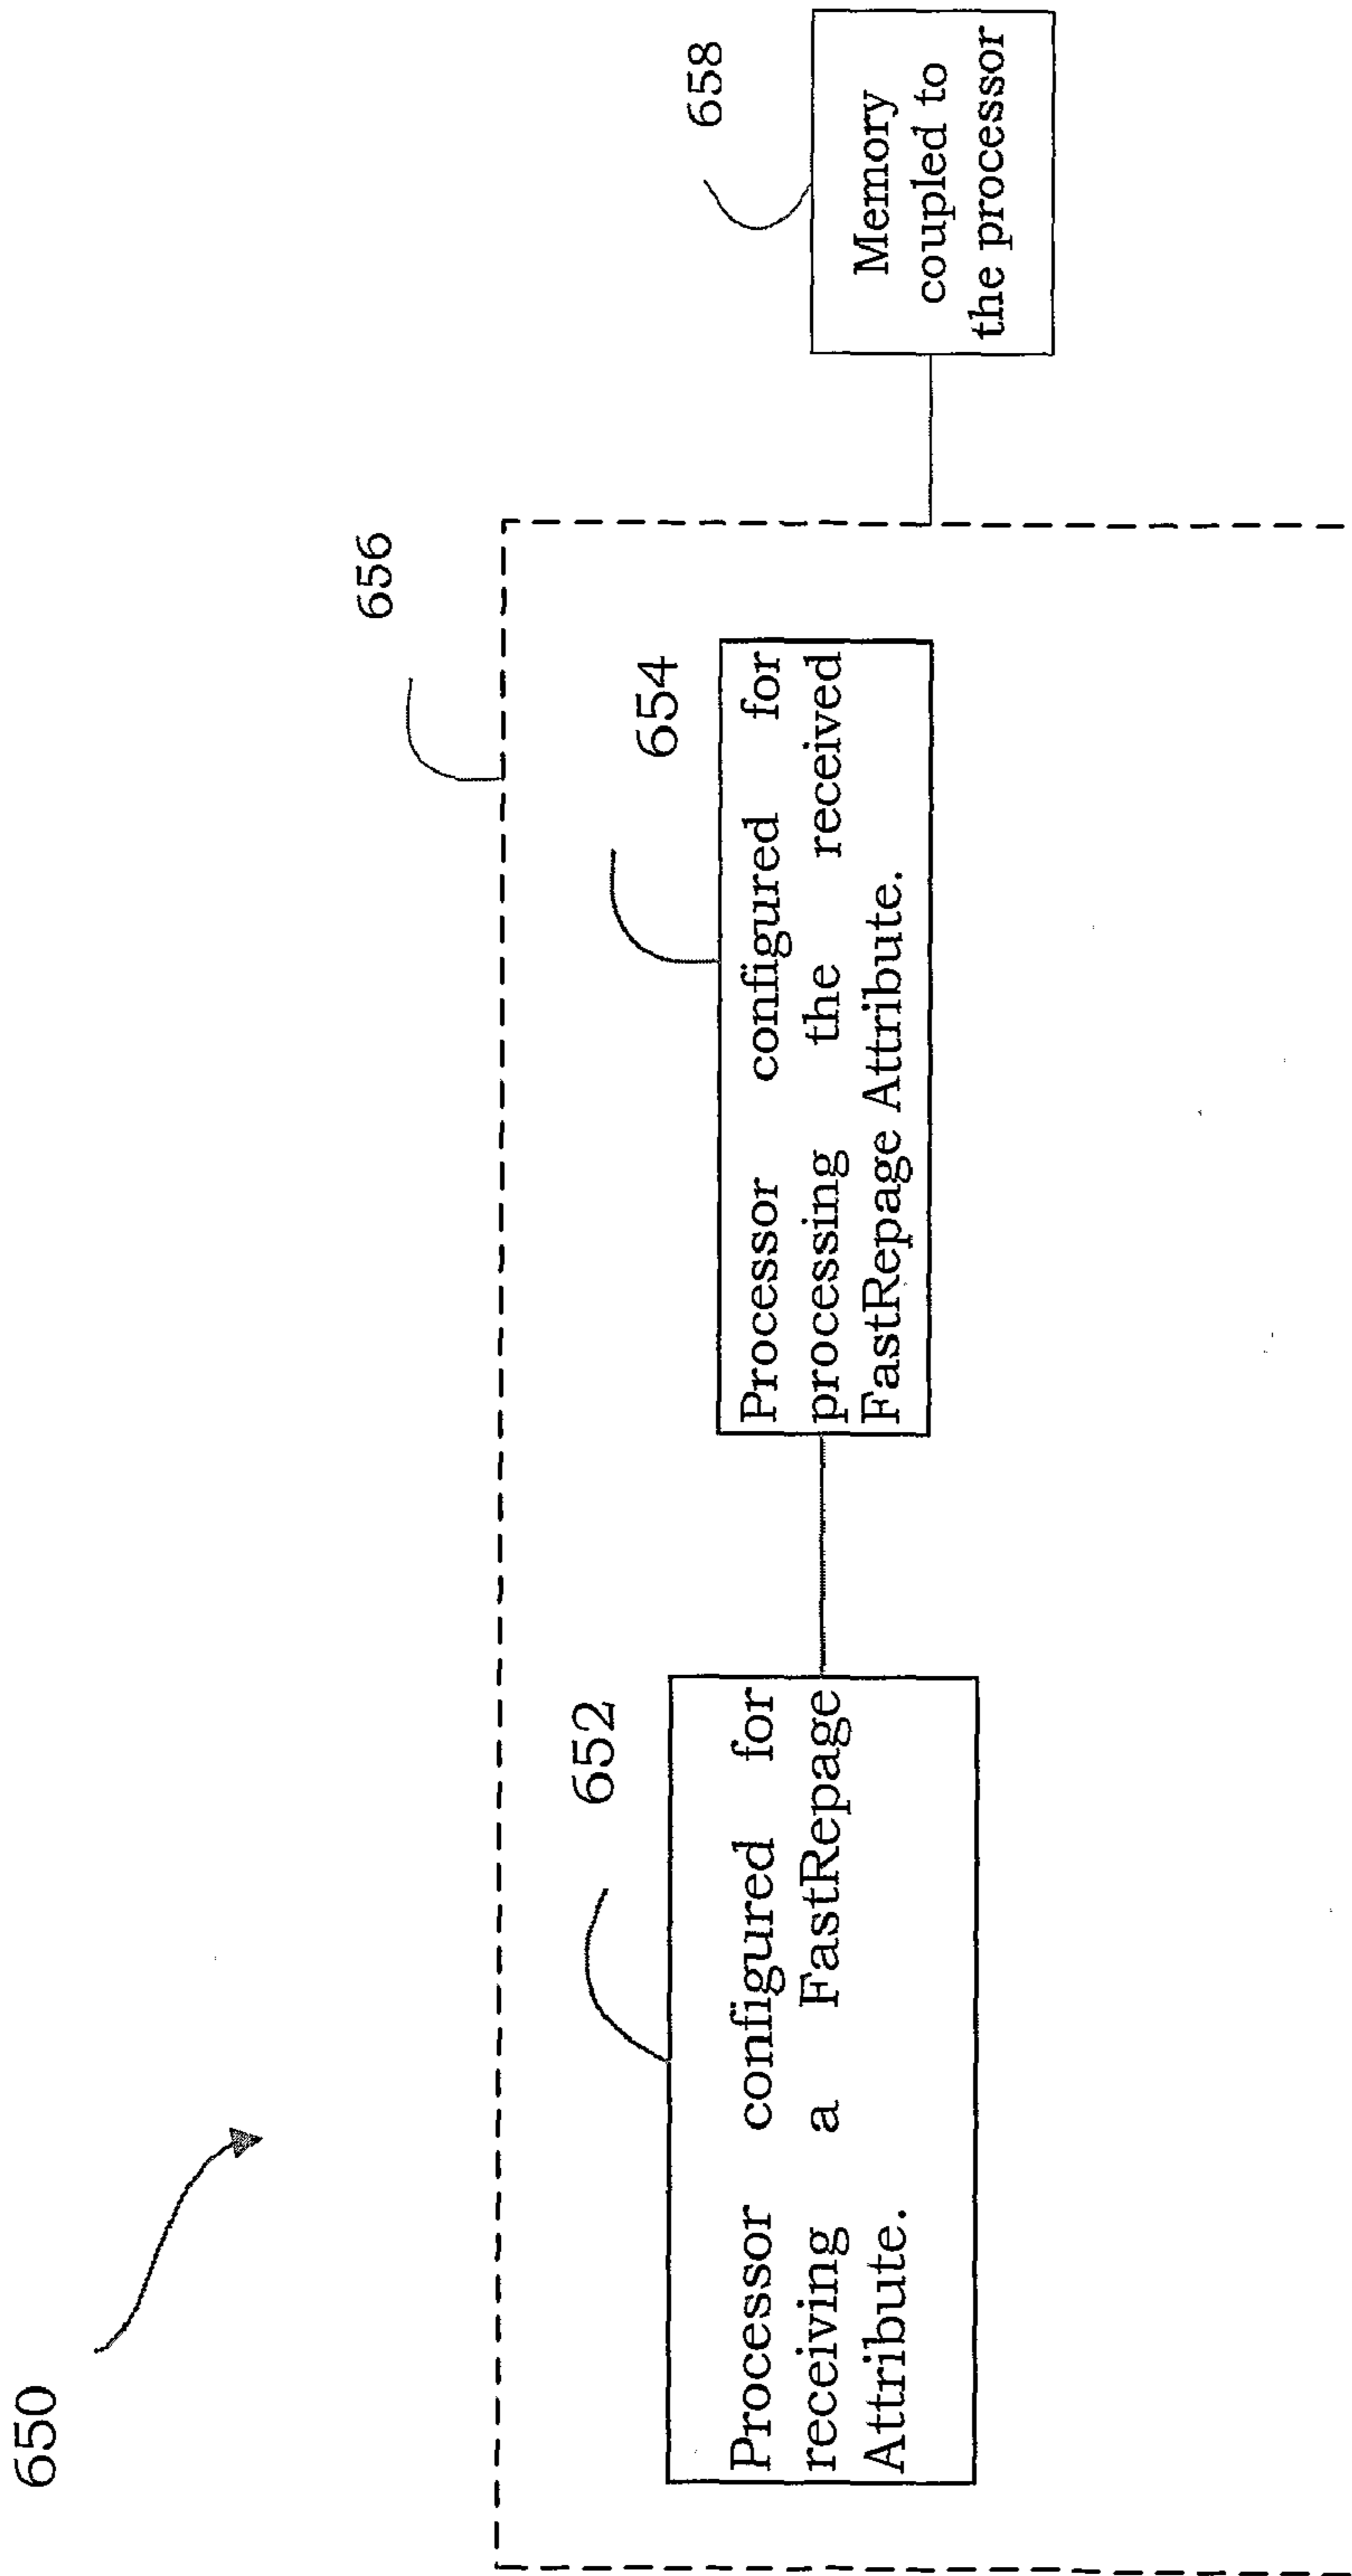 650
656
658
652
654
Processor configured for
receiving a FastRepage
Attribute.
Processor configured for
processing the received
FastRepage Attribute.
Memory
coupled to
the processor